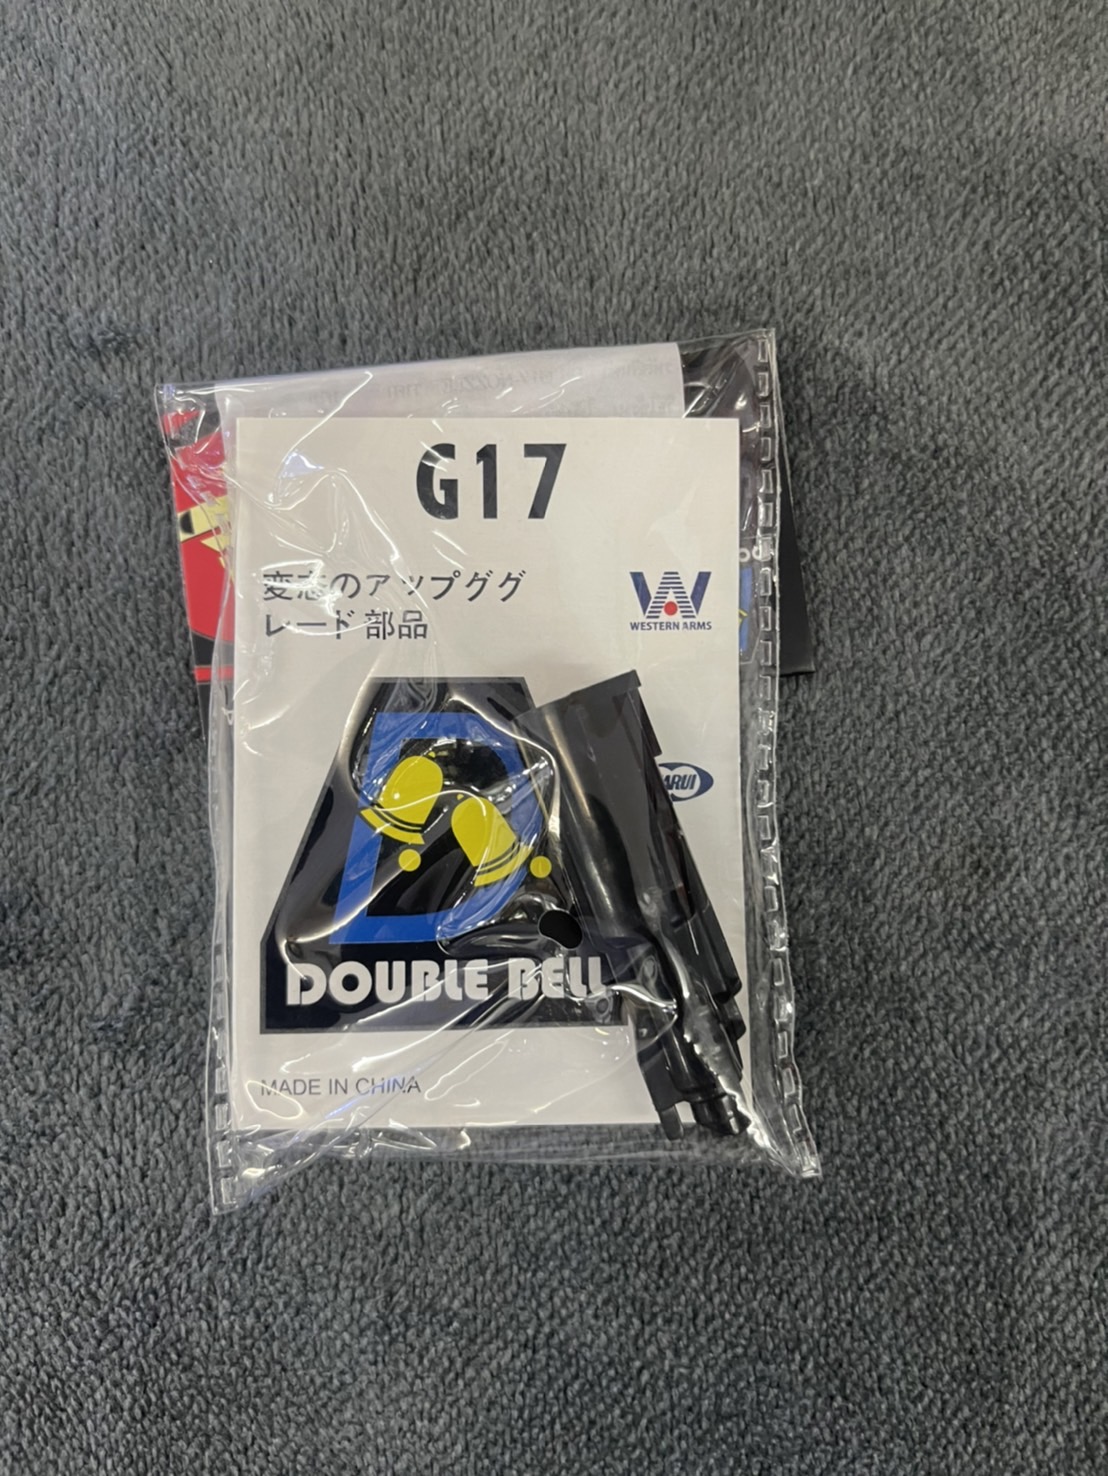 G17
変态のアップググ
レード部品
WESTERN ARMS
ARUI
DOUBLE BELL
MADE IN CHINA